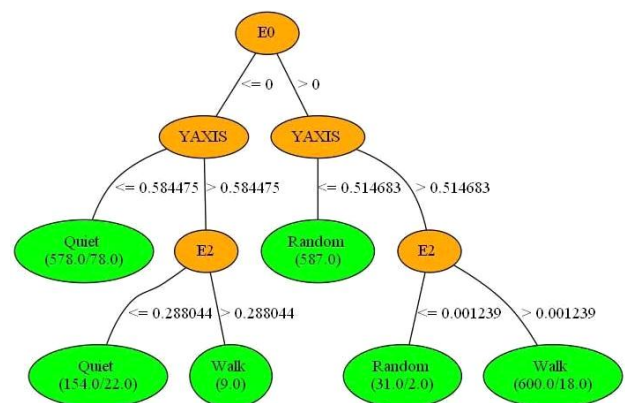 E0
<= 0
> 0
YAXIS
YAXIS
<= 0.584475
> 0.584475
<= 0.514683
> 0.514683
Quiet
(578.0/78.0)
E2
Random
(587.0)
E2
<= 0.288044
> 0.288044
<= 0.001239
> 0.001239
Quiet
(154.0/22.0)
Walk
(9.0)
Random
(31.0/2.0)
Walk
(600.0/18.0)